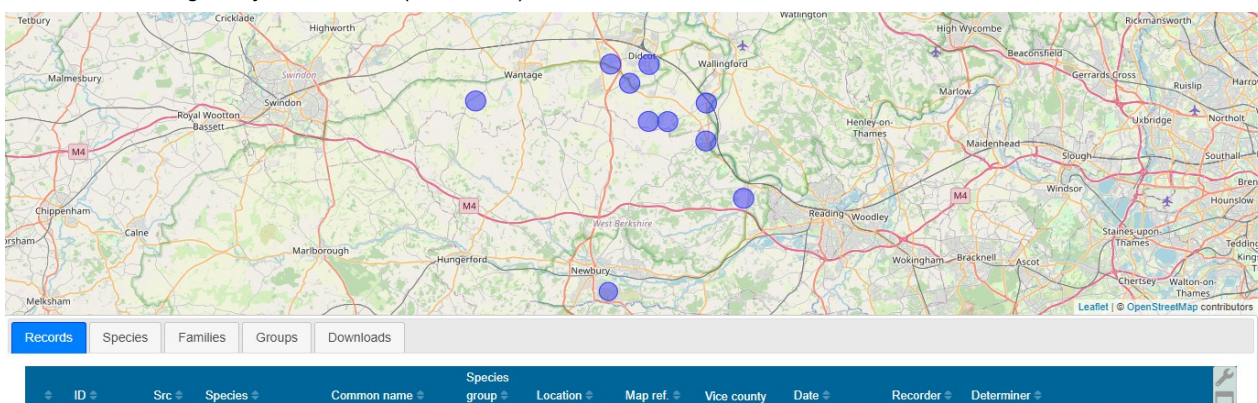 Tetbury
Cricklade
Highworth
Watlington
Rickmansworth
High Wycombe
Beaconsfield
Didcot
Wallingford
Malmesbury
Swindon
Wantage
Gerrards Cross
Ruislip
Harro
Marlow
Swindon
Royal Wootton
Bassett
Uxbridge
Northolt
Henley-on-
Thames
M4
Maidenhead
Slough
Southall
M4
M4
Windsor
Bren
Chippenham
West Berkshire
Reading
Woodley
Hounslow
orsham
Calne
Staines-upon-
Thames
Tedding
Kings
Marlborough
Hungerford
Wokingham
Bracknell
Ascot
Newbury
Chertsey
Walton-on-
Thames
Melksham
Leaflet | © OpenStreetMap contributors
Records
Species
Families
Groups
Downloads
ID
Src
Species
Common name
Species
group
Location
Map ref.
Vice county
Date
Recorder
Determiner